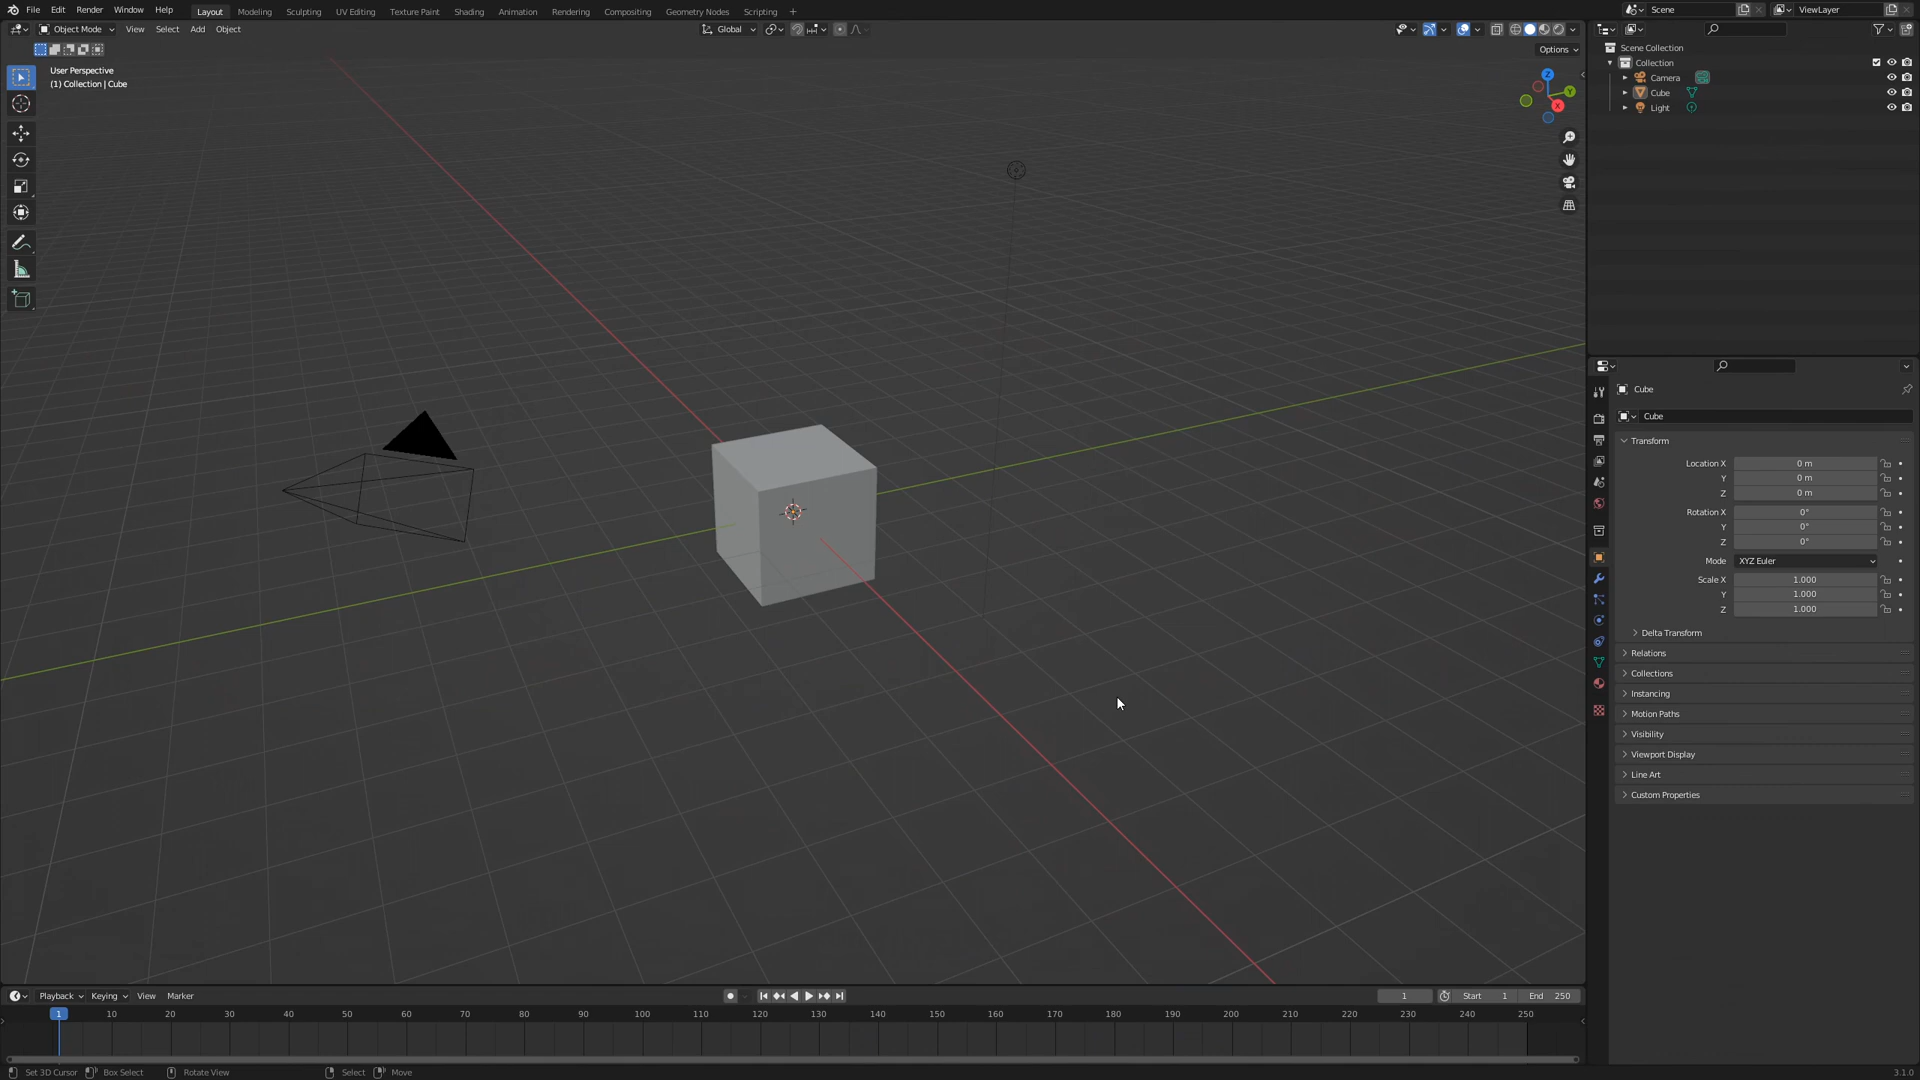 File Edit Render Window Help Layout Modeling Sculpting UV Editing Texture Paint Shading Animation Rendering Compositing Geometry Nodes Scripting + Scene ViewLayer
Object Mode View Select Add Object Global
Options
User Perspective
(1) Collection | Cube
Z
Y
X
Scene Collection
Collection
Camera
Cube
Light
Cube
Cube
Transform
Location X 0 m
Y 0 m
Z 0 m
Rotation X 0°
Y 0°
Z 0°
Mode XYZ Euler
Scale X 1.000
Y 1.000
Z 1.000
Delta Transform
Relations
Collections
Instancing
Motion Paths
Visibility
Viewport Display
Line Art
Custom Properties
Playback Keying View Marker 1 Start 1 End 250
1 10 20 30 40 50 60 70 80 90 100 110 120 130 140 150 160 170 180 190 200 210 220 230 240 250
Set 3D Cursor Box Select Rotate View Select Move 3.1.0